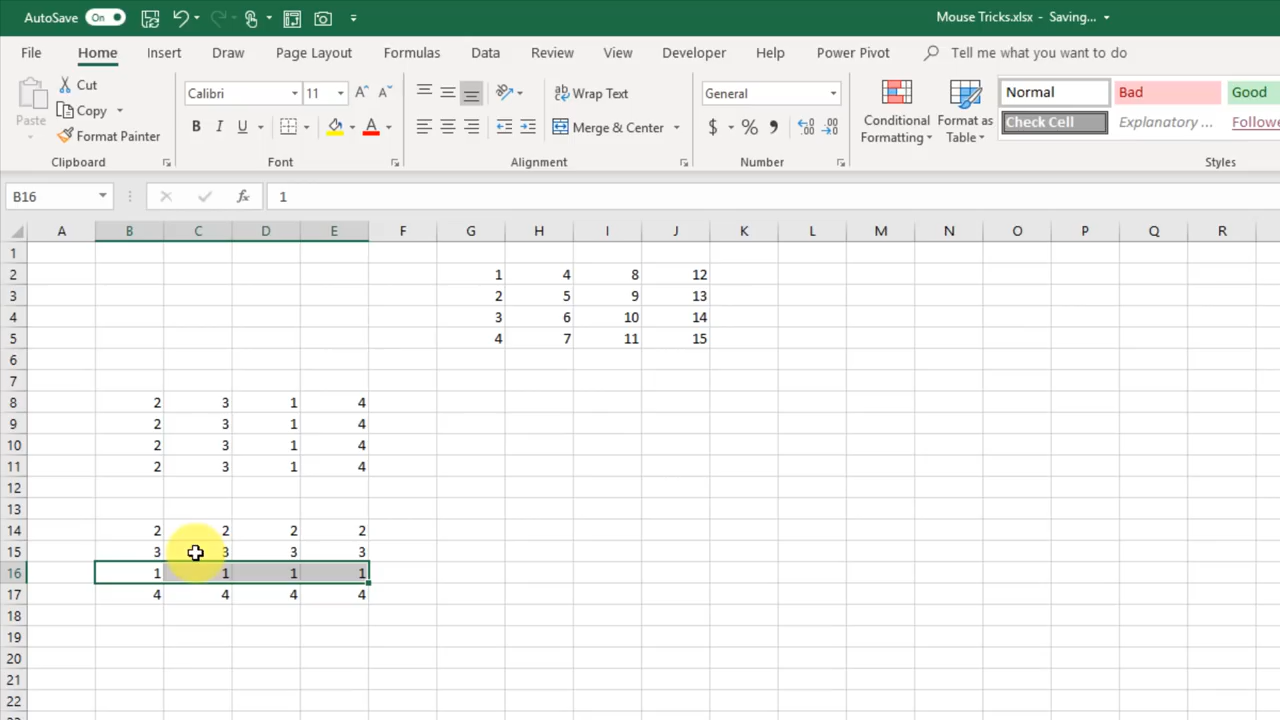 AutoSave On Mouse Tricks.xlsx - Saving...
File Home Insert Draw Page Layout Formulas Data Review View Developer Help Power Pivot Tell me what you want to do
Paste
Cut
Copy
Format Painter
Clipboard
Calibri 11 A^ A
B I U A
Font
ab Wrap Text
Merge & Center
Alignment
General
$ % 9
Number
Conditional Formatting
Format as Table
Normal Bad Good
Check Cell Explanatory ... Followe
Styles
B16 fx 1
A B C D E F G H I J K L M N O P Q R
1
2 1 4 8 12
3 2 5 9 13
4 3 6 10 14
5 4 7 11 15
6
7
8 2 3 1 4
9 2 3 1 4
10 2 3 1 4
11 2 3 1 4
12
13
14 2 2 2 2
15 3 3 3 3
16 1 1 1 1
17 4 4 4 4
18
19
20
21
22